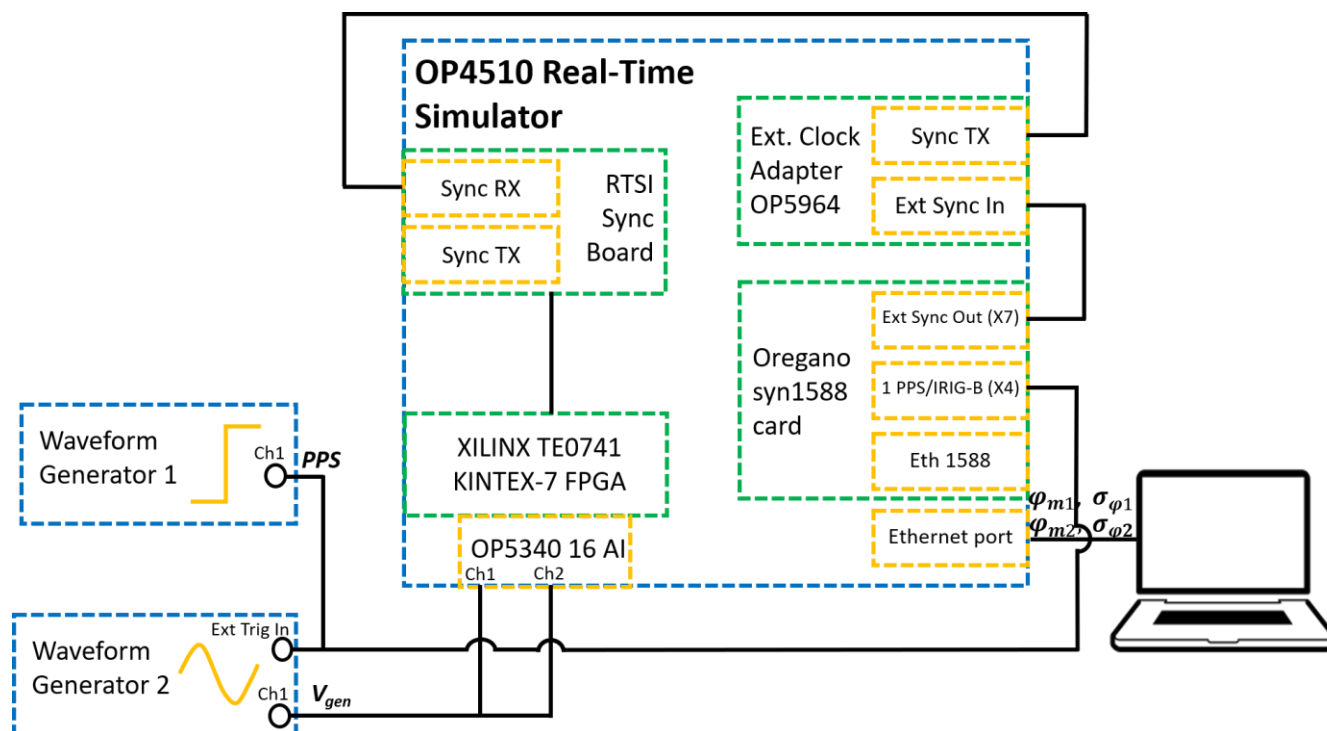 OP4510 Real-Time
Simulator
Sync RX
Sync TX
RTSI
Sync
Board
Ext. Clock
Adapter
OP5964
Sync TX
Ext Sync In
Oregano
syn1588
card
Ext Sync Out (X7)
1 PPS/IRIG-B (X4)
Eth 1588
Ethernet port
φm1, σφ1
φm2, σφ2
XILINX TE0741
KINTEX-7 FPGA
OP5340 16 AI
Ch1 Ch2
Waveform
Generator 1
Ch1
PPS
Waveform
Generator 2
Ext Trig In
Ch1
Vgen